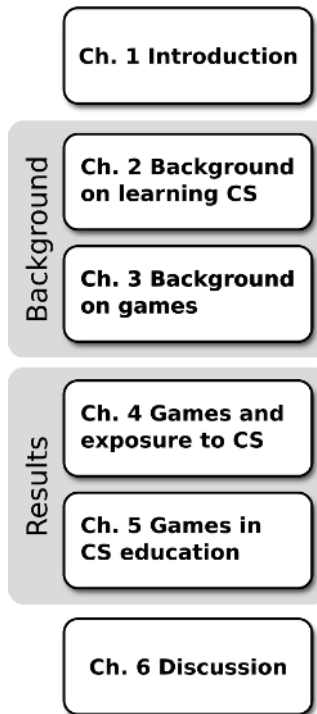 Ch. 1 Introduction
Background
Ch. 2 Background
on learning CS
Ch. 3 Background
on games
Results
Ch. 4 Games and
exposure to CS
Ch. 5 Games in
CS education
Ch. 6 Discussion